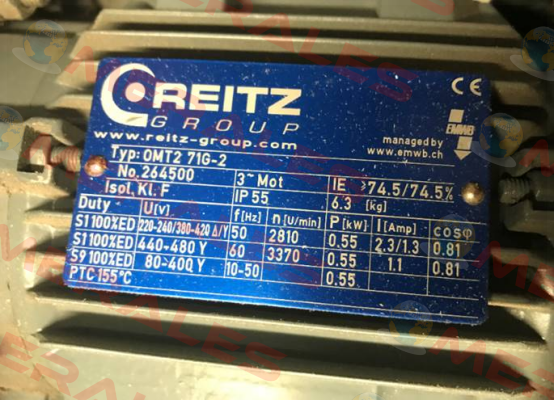 REITZ
GROUP
www.reitz-group.com
CE
EMWB
managed by
www.emwb.ch
Typ: OMT2 71G-2
No. 264500 3~ Mot IE >74.5/74.5%
Isol. Kl. F IP 55 6.3 [kg]
Duty U[V] f[Hz] n [U/min] P [kW] I [Amp] cosφ
S1 100%ED 220-240/380-420 Δ/Y 50 2810 0.55 2.3/1.3 0.81
S1 100%ED 440-480 Y 60 3370 0.55 1.1 0.81
S9 100%ED 80-400 Y 10-50 0.55
PTC 155°C
MERALES